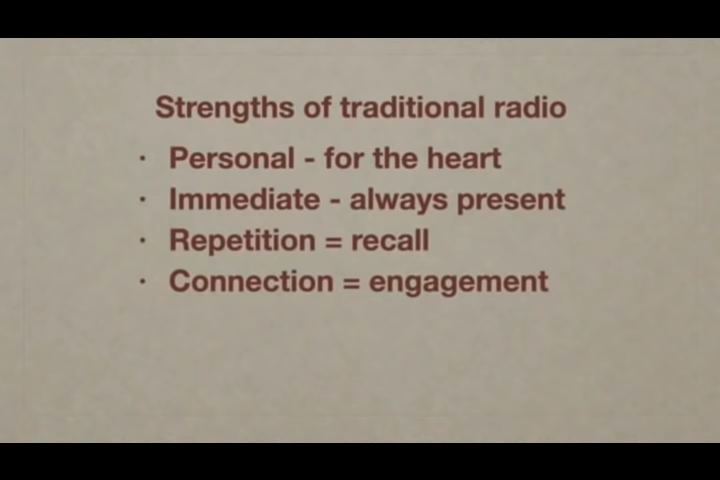 Strengths of traditional radio
· Personal - for the heart
· Immediate - always present
· Repetition = recall
· Connection = engagement